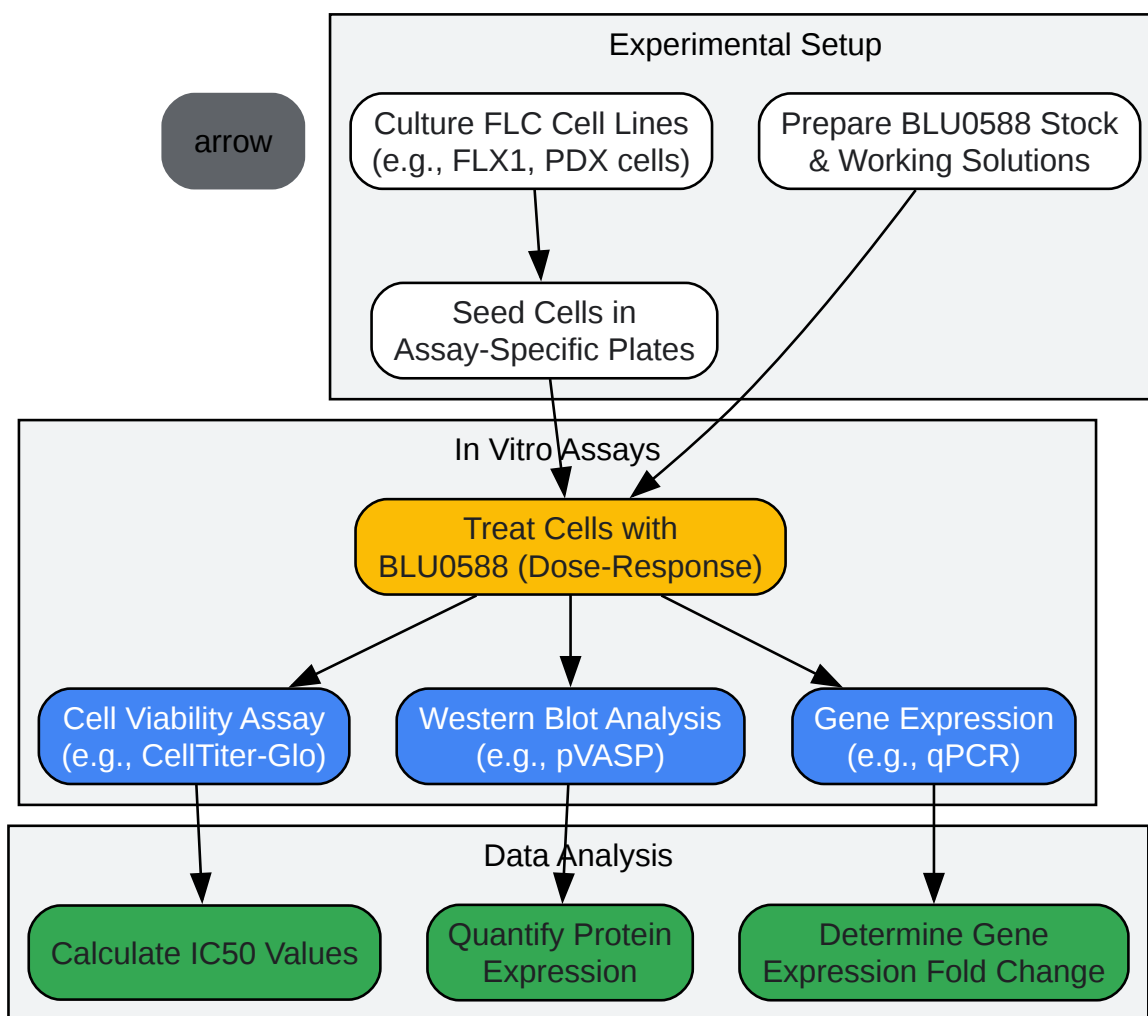 Experimental Setup
arrow
Culture FLC Cell Lines
(e.g., FLX1, PDX cells)
Prepare BLU0588 Stock
& Working Solutions
Seed Cells in
Assay-Specific Plates
In Vitro Assays
Treat Cells with
BLU0588 (Dose-Response)
Cell Viability Assay
(e.g., CellTiter-Glo)
Western Blot Analysis
(e.g., pVASP)
Gene Expression
(e.g., qPCR)
Data Analysis
Calculate IC50 Values
Quantify Protein
Expression
Determine Gene
Expression Fold Change